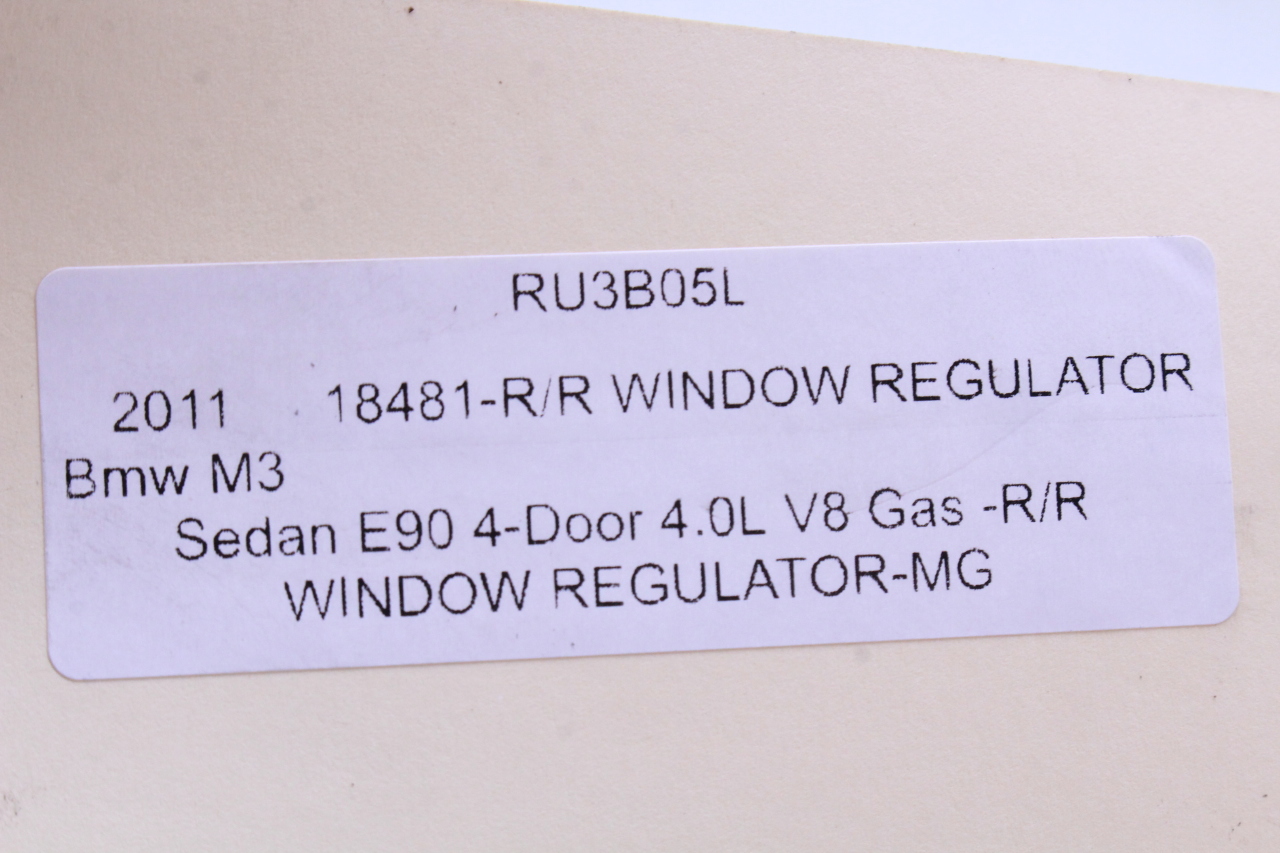 RU3B05L
2011 18481-R/R WINDOW REGULATOR
Bmw M3
Sedan E90 4-Door 4.0L V8 Gas -R/R
WINDOW REGULATOR-MG